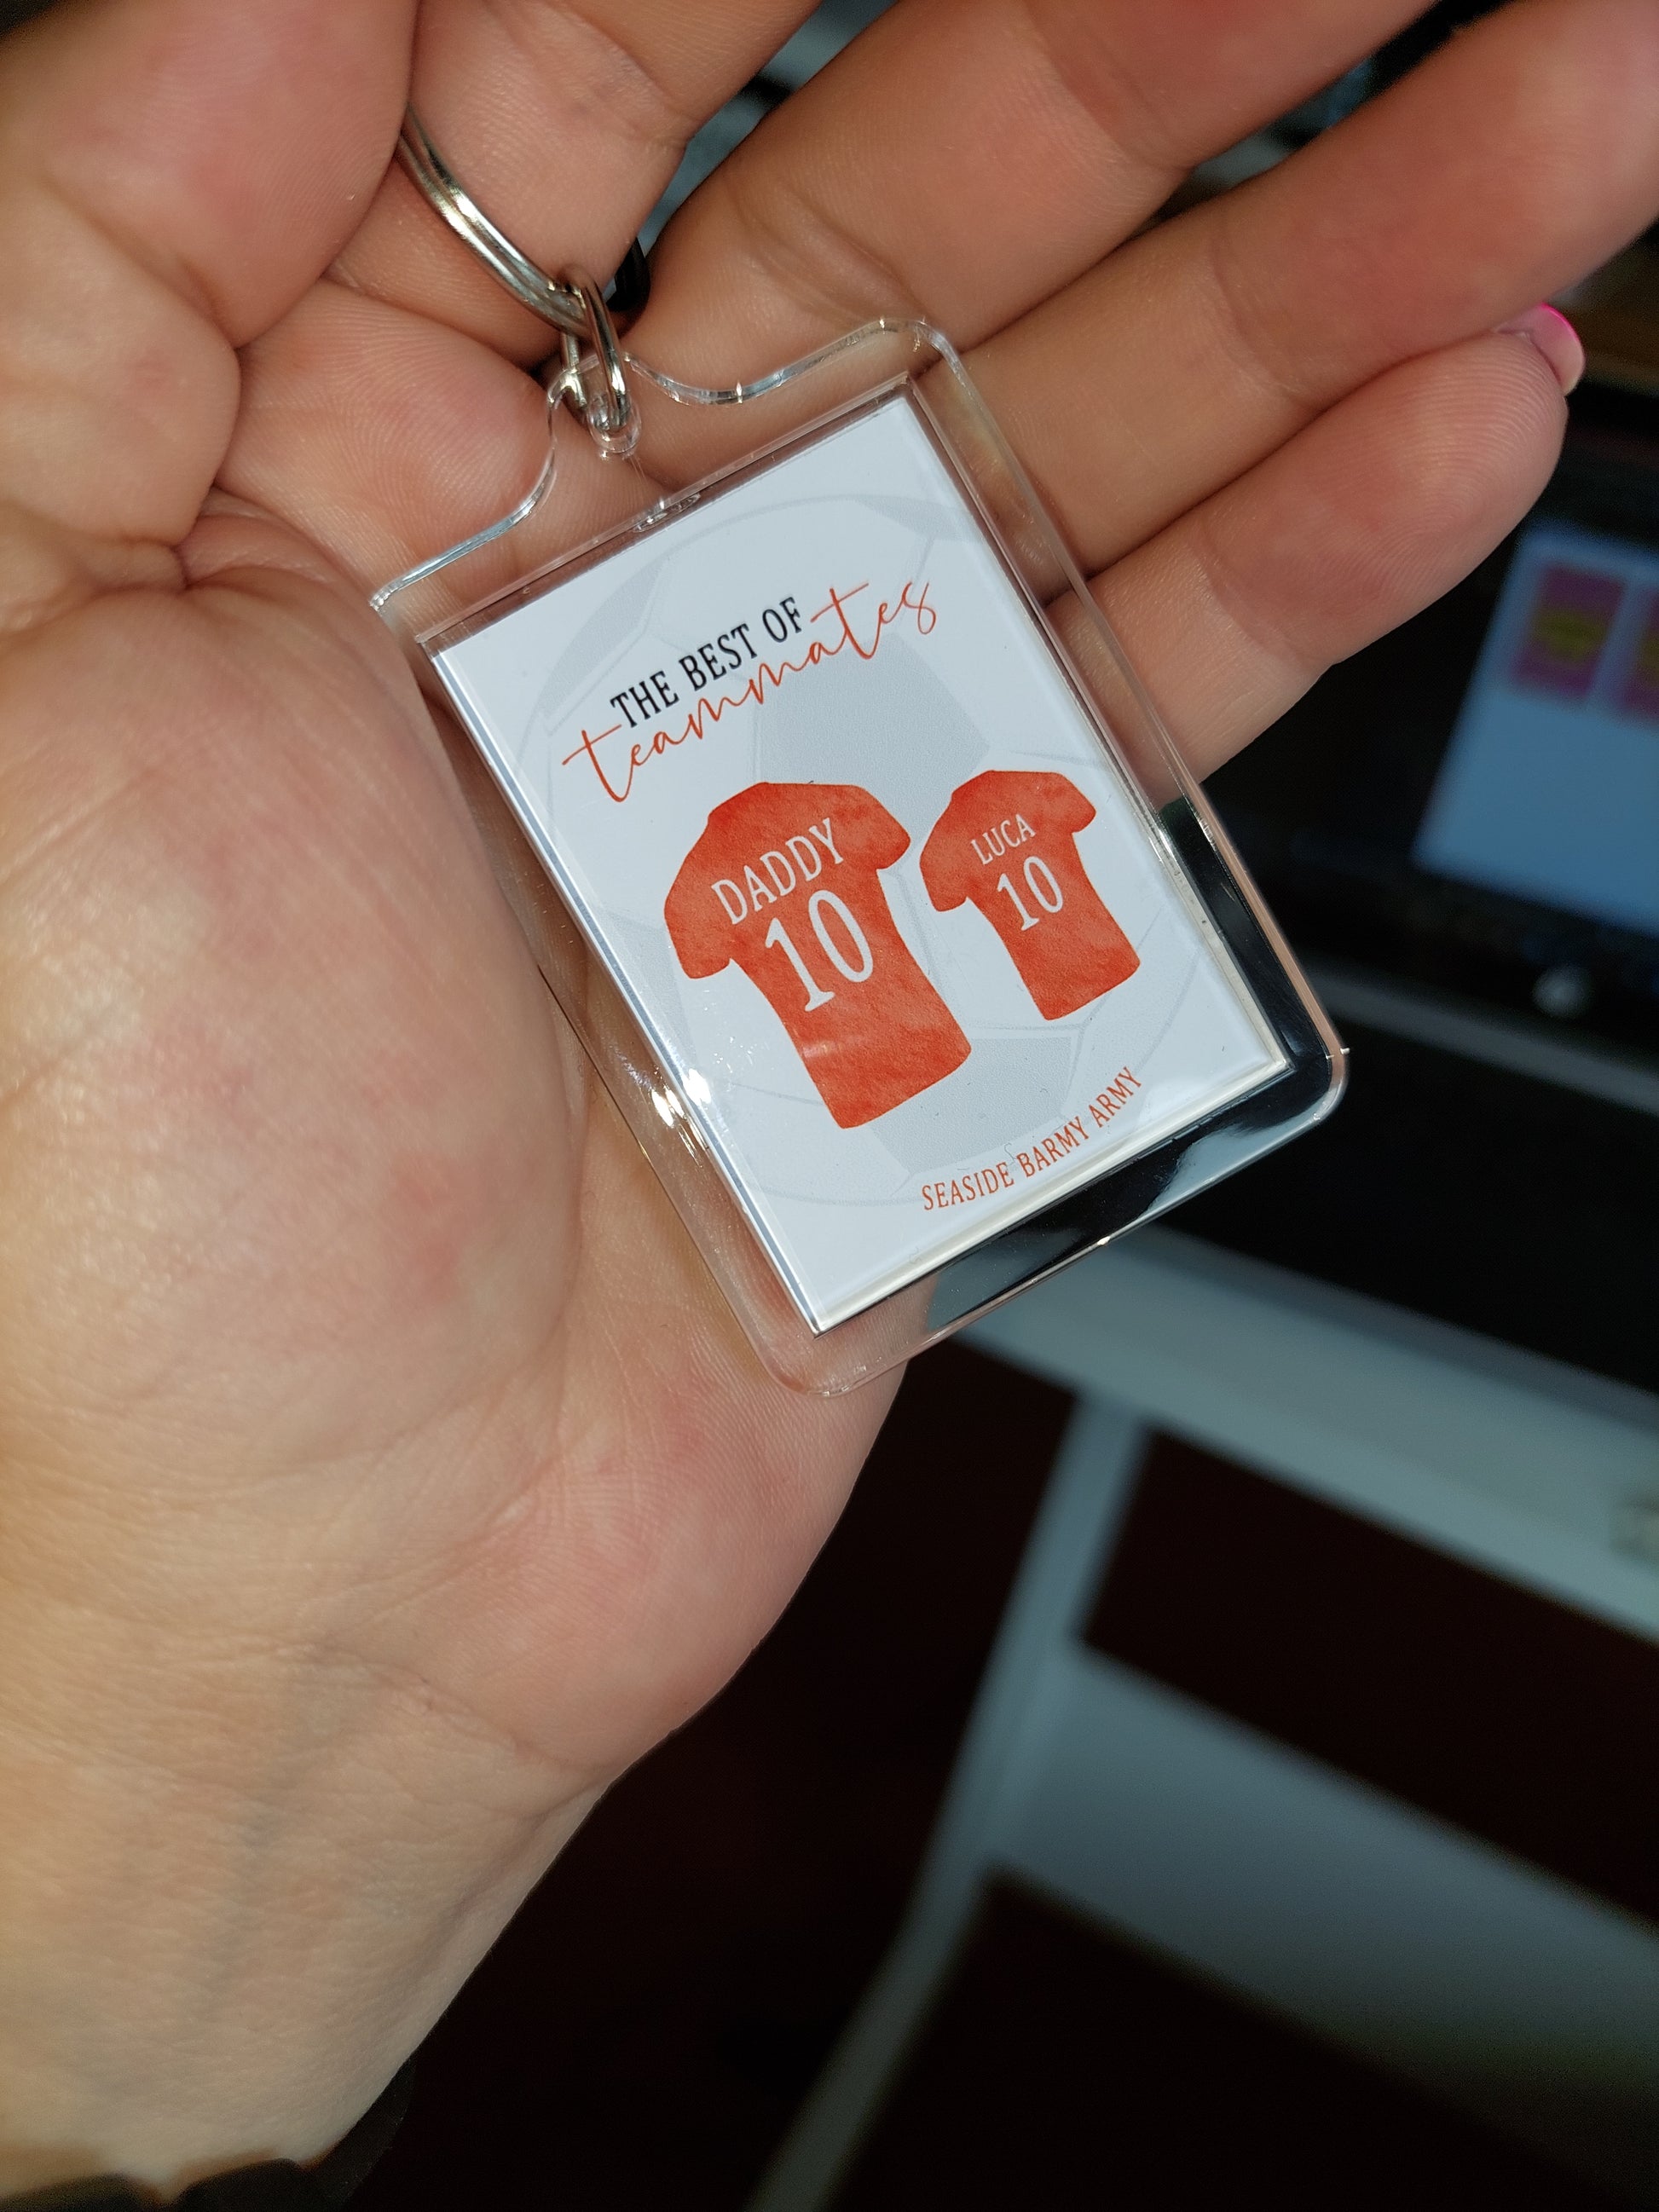 THE BEST OF
teammates
DADDY
10
LUCA
10
SEASIDE BARMY ARMY